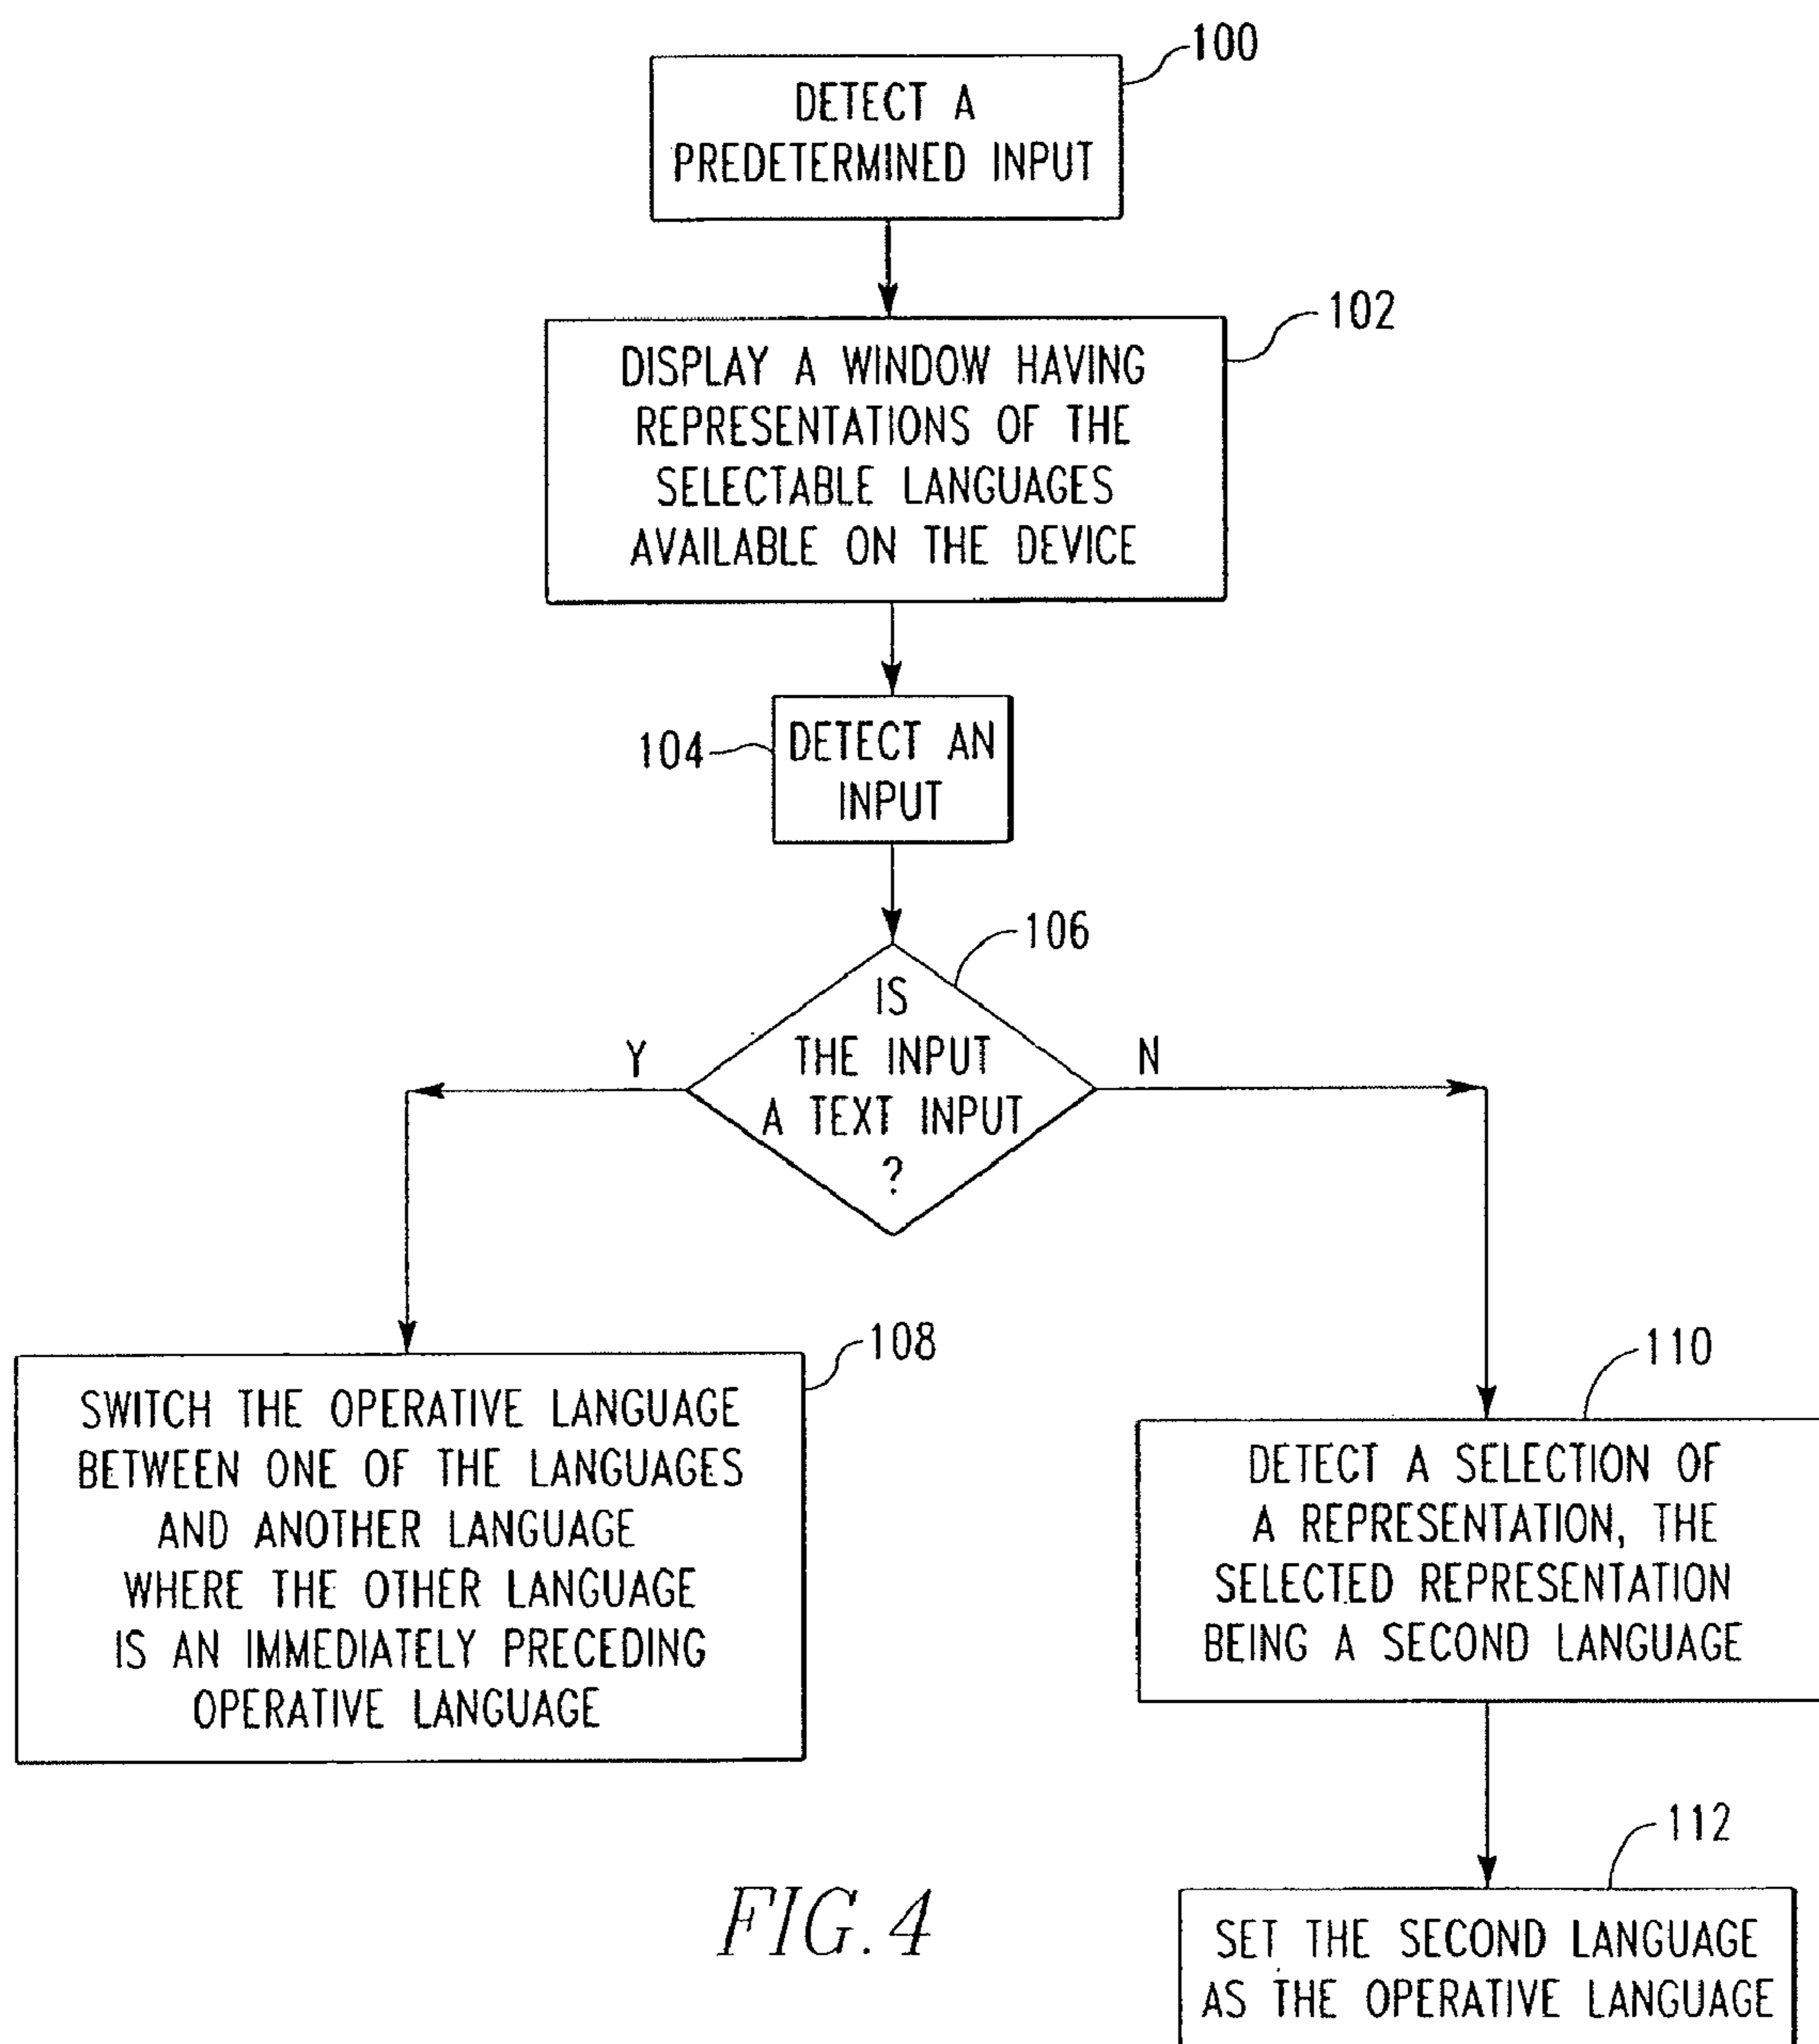 100
DETECT A
PREDETERMINED INPUT
102
DISPLAY A WINDOW HAVING
REPRESENTATIONS OF THE
SELECTABLE LANGUAGES
AVAILABLE ON THE DEVICE
104
DETECT AN
INPUT
106
IS
THE INPUT
A TEXT INPUT
?
Y
N
108
SWITCH THE OPERATIVE LANGUAGE
BETWEEN ONE OF THE LANGUAGES
AND ANOTHER LANGUAGE
WHERE THE OTHER LANGUAGE
IS AN IMMEDIATELY PRECEDING
OPERATIVE LANGUAGE
110
DETECT A SELECTION OF
A REPRESENTATION, THE
SELECTED REPRESENTATION
BEING A SECOND LANGUAGE
112
SET THE SECOND LANGUAGE
AS THE OPERATIVE LANGUAGE
FIG.4